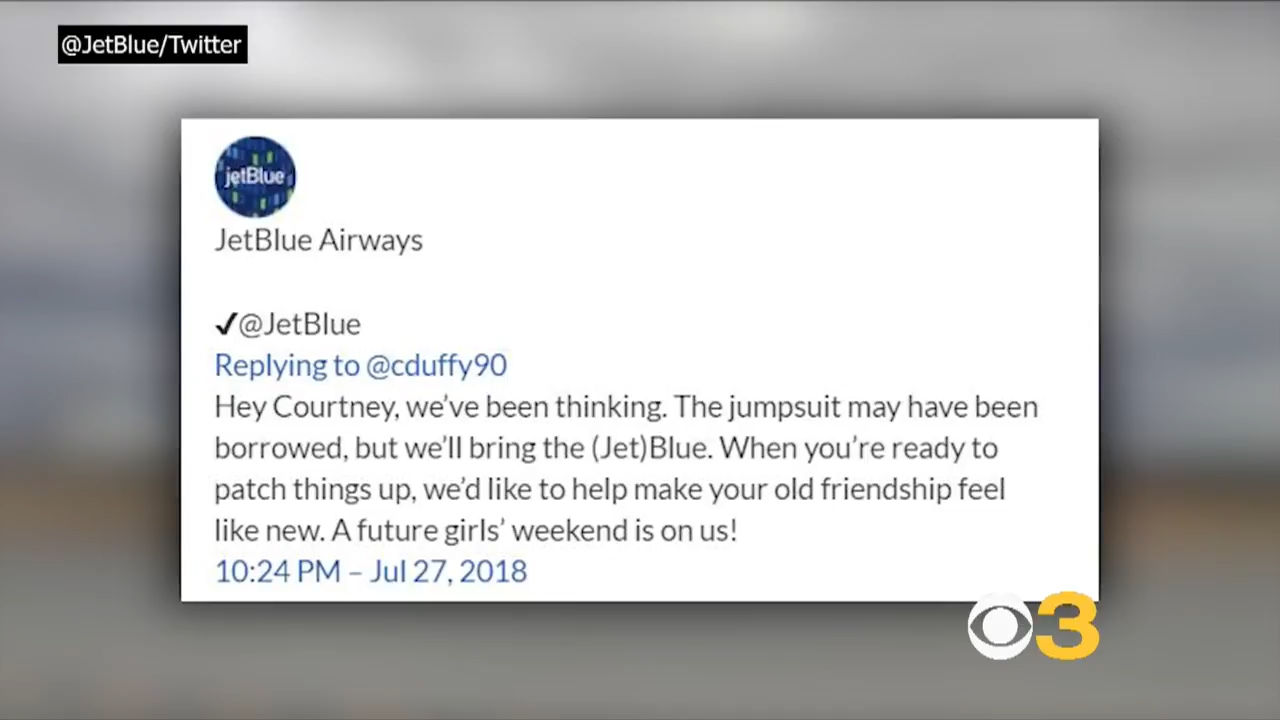 @JetBlue/Twitter
jetBlue
JetBlue Airways
✔@JetBlue
Replying to @cduffy90
Hey Courtney, we’ve been thinking. The jumpsuit may have been
borrowed, but we’ll bring the (Jet)Blue. When you’re ready to
patch things up, we’d like to help make your old friendship feel
like new. A future girls’ weekend is on us!
10:24 PM – Jul 27, 2018
3